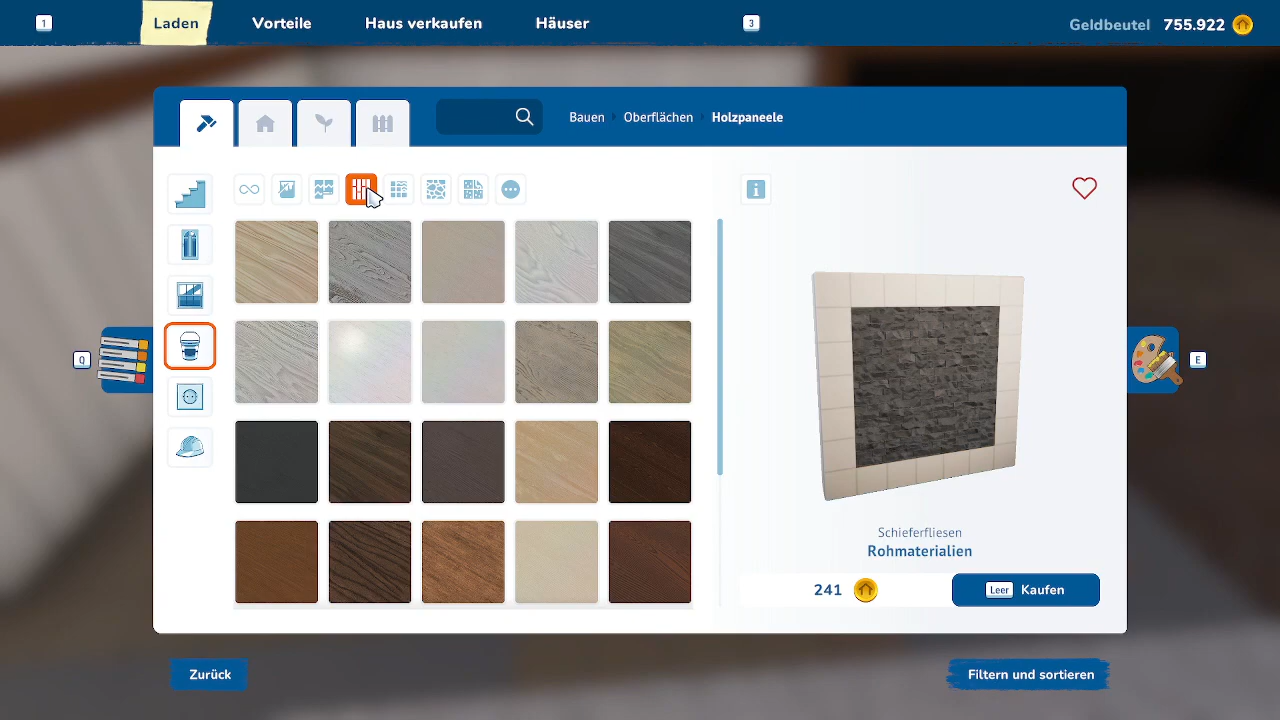 1
Laden
Vorteile
Haus verkaufen
Häuser
3
Geldbeutel 755.922
Bauen Oberflächen Holzpaneele
Q
E
Schieferfliesen
Rohmaterialien
241
Leer Kaufen
Zurück
Filtern und sortieren